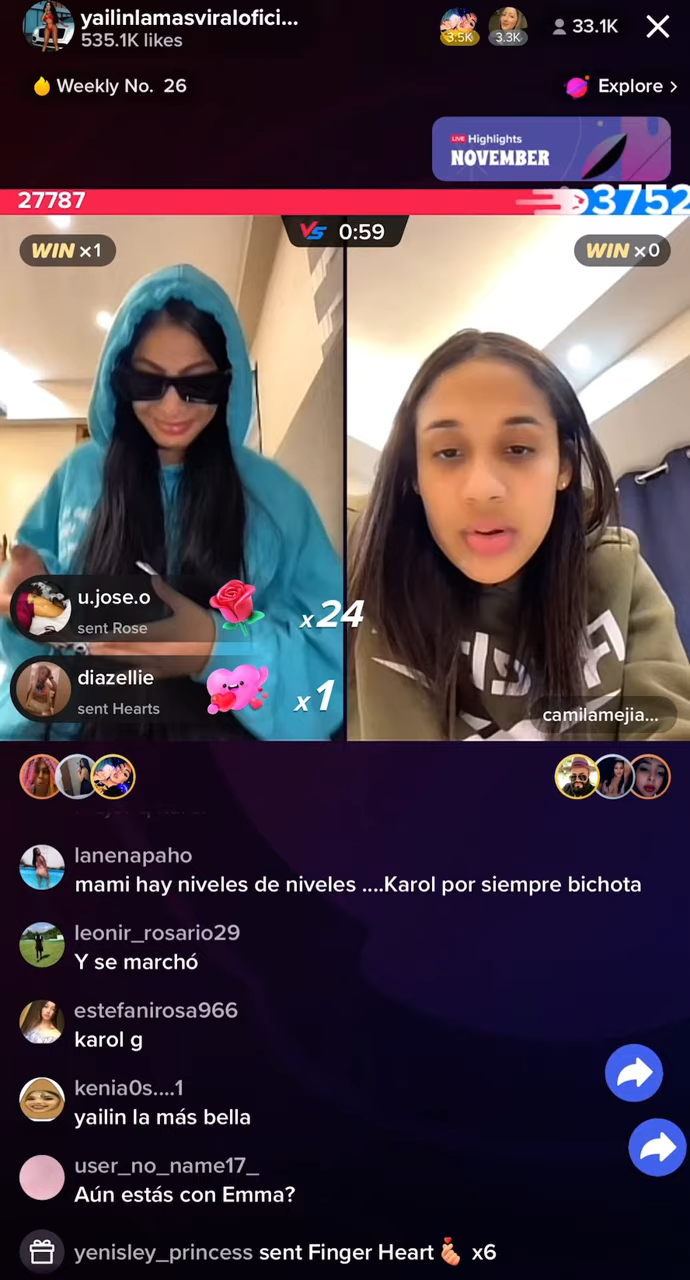 yailinlamasviralofici...
535.1K likes
3.5K
3.3K
33.1K
Weekly No. 26
Explore >
LIVE Highlights
NOVEMBER
27787
3752
VS 0:59
WIN x1
WIN x0
u.jose.o
sent Rose
x24
diazellie
sent Hearts
x1
camilamejia...
lanenapaho
mami hay niveles de niveles ....Karol por siempre bichota
leonir_rosario29
Y se marchó
estefanirosa966
karol g
kenia0s....1
yailin la más bella
user_no_name17_
Aún estás con Emma?
yenisley_princess sent Finger Heart x6